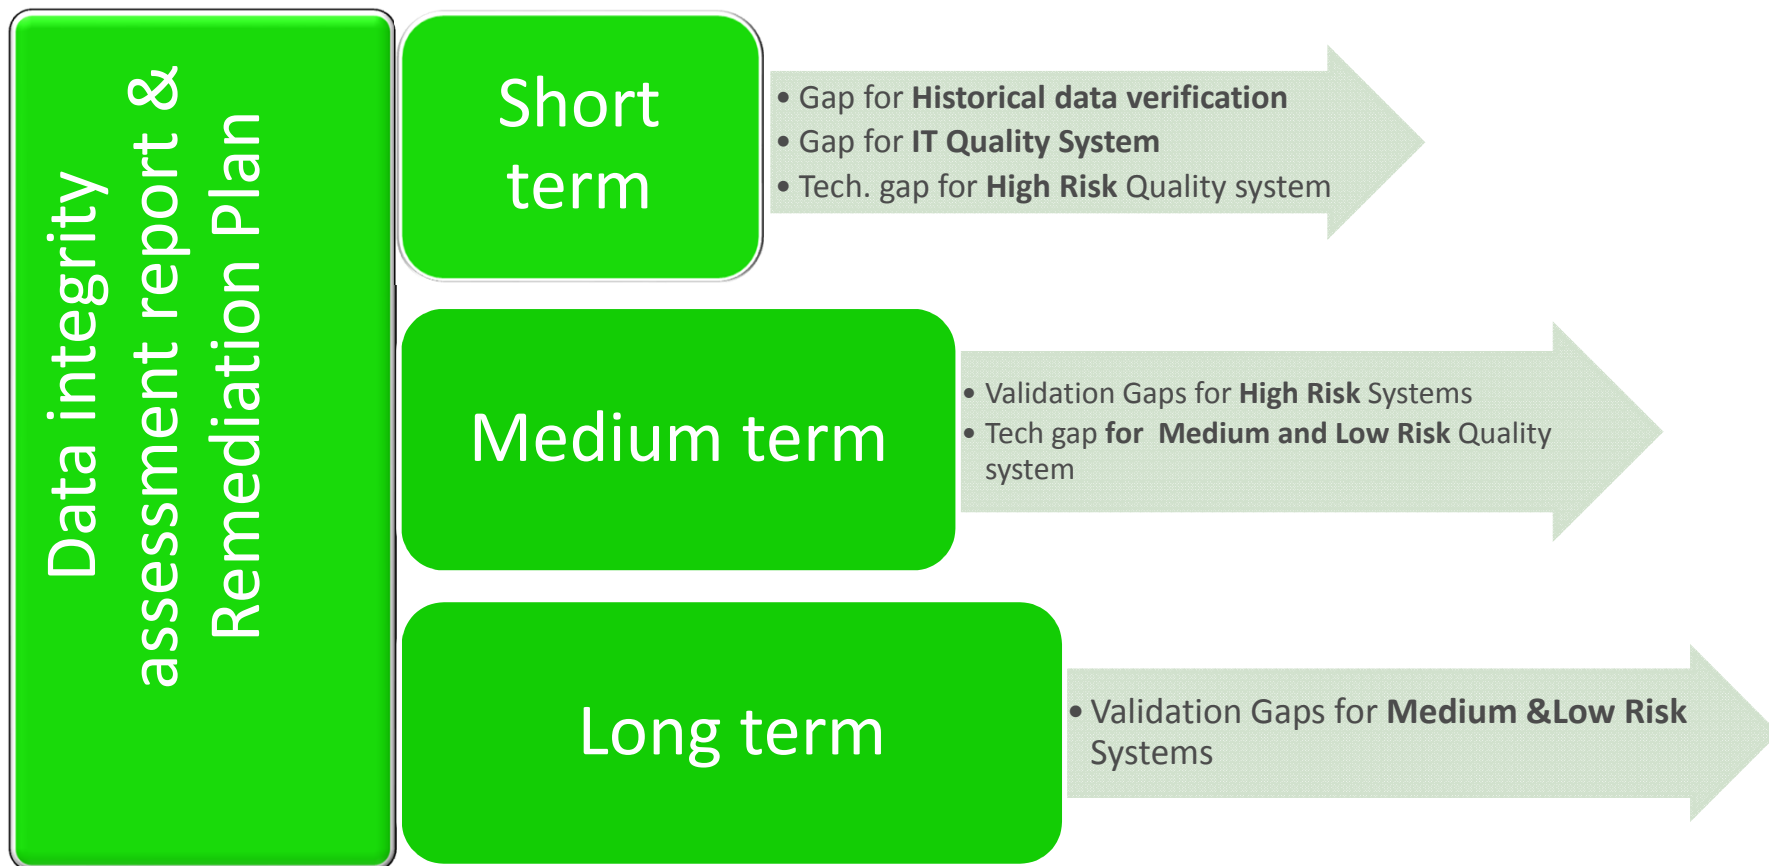 Data integrity
assessment report &
Remediation Plan
Short
term
• Gap for Historical data verification
• Gap for IT Quality System
• Tech. gap for High Risk Quality system
Medium term
• Validation Gaps for High Risk Systems
• Tech gap for  Medium and Low Risk Quality
system
Long term
• Validation Gaps for Medium &Low Risk
Systems